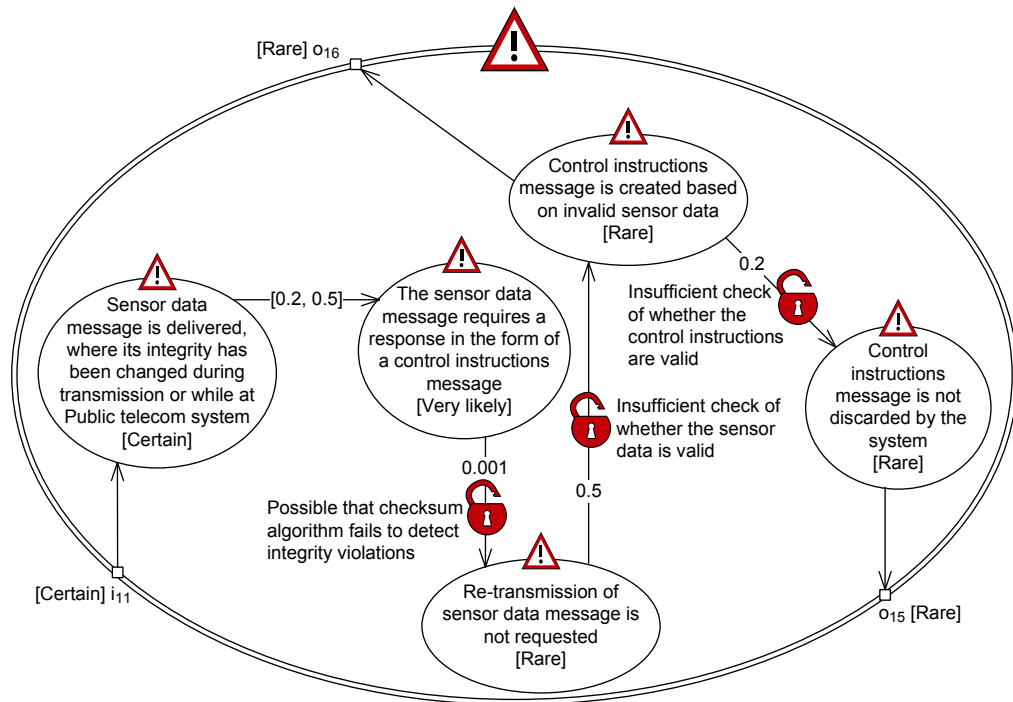 [Rare] o16
Control instructions
message is created based
on invalid sensor data
[Rare]
0.2
Insufficient check
of whether the
control instructions
are valid
Sensor data
message is delivered,
where its integrity has
been changed during
transmission or while at
Public telecom system
[Certain]
[0.2, 0.5]
The sensor data
message requires a
response in the form of
a control instructions
message
[Very likely]
Control
instructions
message is not
discarded by the
system
[Rare]
Insufficient check of
whether the sensor
data is valid
0.001
0.5
Possible that checksum
algorithm fails to detect
integrity violations
Re-transmission of
sensor data message is
not requested
[Rare]
[Certain] i11
o15 [Rare]